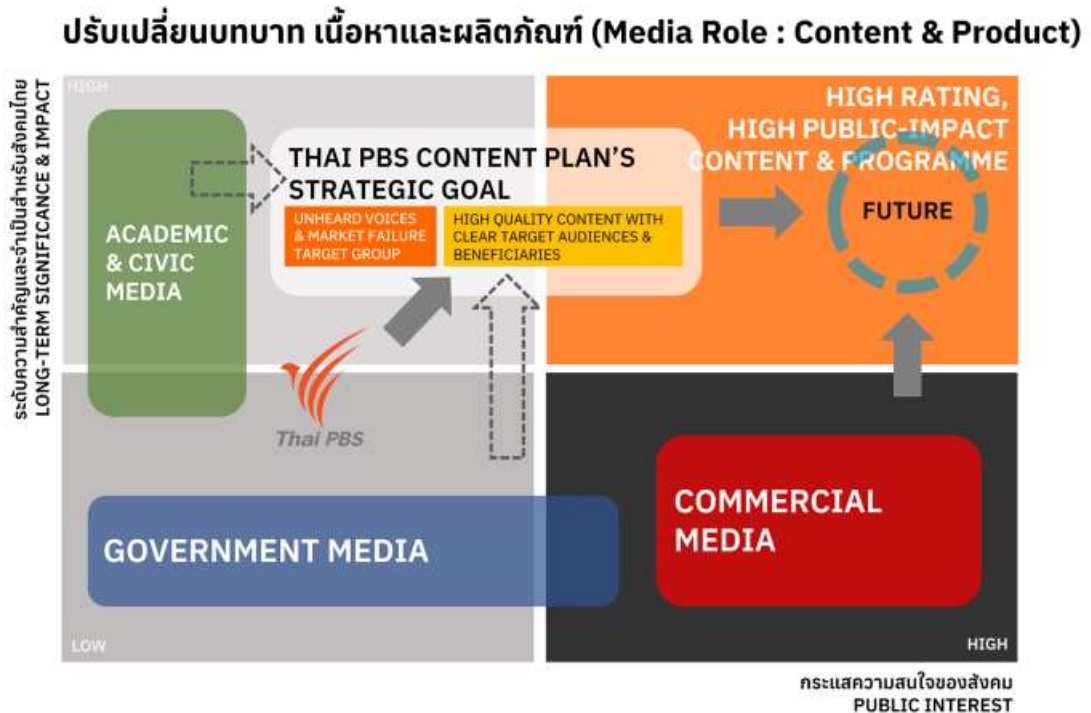 ปรับเปลี่ยนบทบาท เนื้อหาและผลิตภัณฑ์ (Media Role : Content & Product)
ระดับความสำคัญและจำเป็นสำหรับสังคมไทย
LONG-TERM SIGNIFICANCE & IMPACT
HIGH
HIGH RATING,
HIGH PUBLIC-IMPACT
CONTENT & PROGRAMME
THAI PBS CONTENT PLAN'S
STRATEGIC GOAL
UNHEARD VOICES
& MARKET FAILURE
TARGET GROUP
HIGH QUALITY CONTENT WITH
CLEAR TARGET AUDIENCES &
BENEFICIARIES
FUTURE
ACADEMIC
& CIVIC
MEDIA
Thai PBS
GOVERNMENT MEDIA
COMMERCIAL
MEDIA
LOW
HIGH
กระแสความสนใจของสังคม
PUBLIC INTEREST